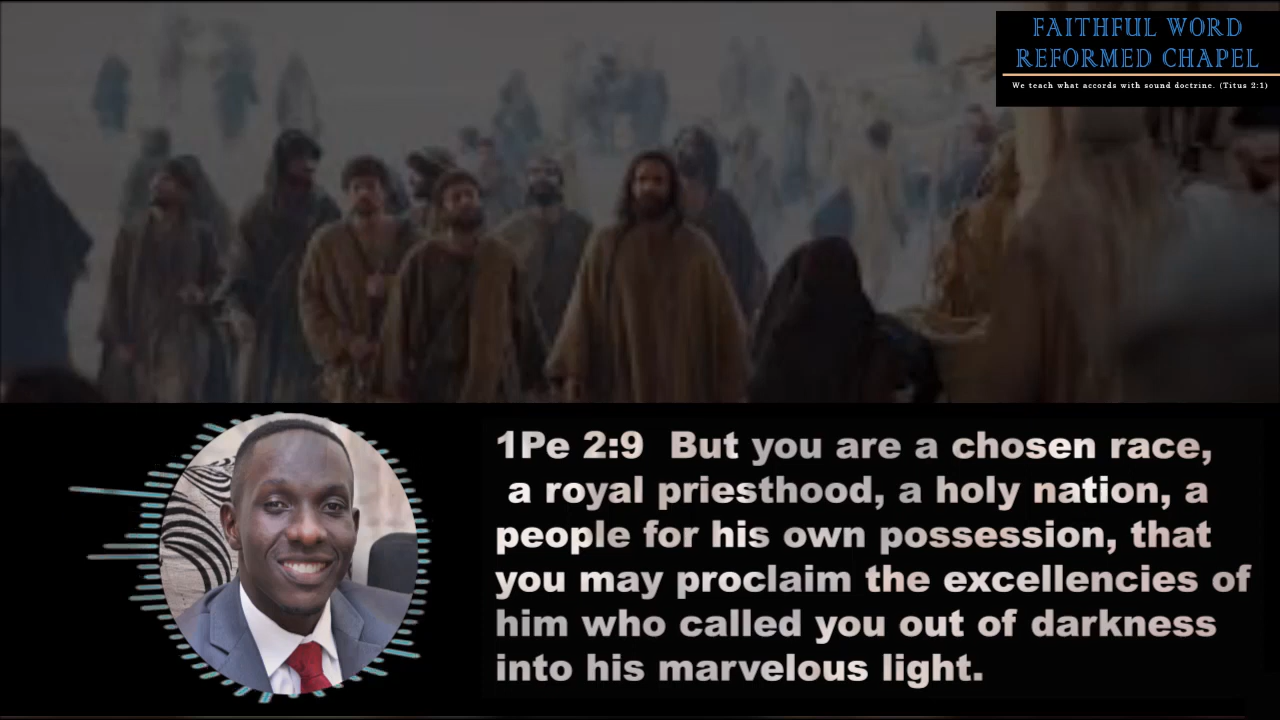 FAITHFUL WORD
REFORMED CHAPEL
We teach what accords with sound doctrine. (Titus 2:1)
1Pe 2:9 But you are a chosen race,
a royal priesthood, a holy nation, a
people for his own possession, that
you may proclaim the excellencies of
him who called you out of darkness
into his marvelous light.